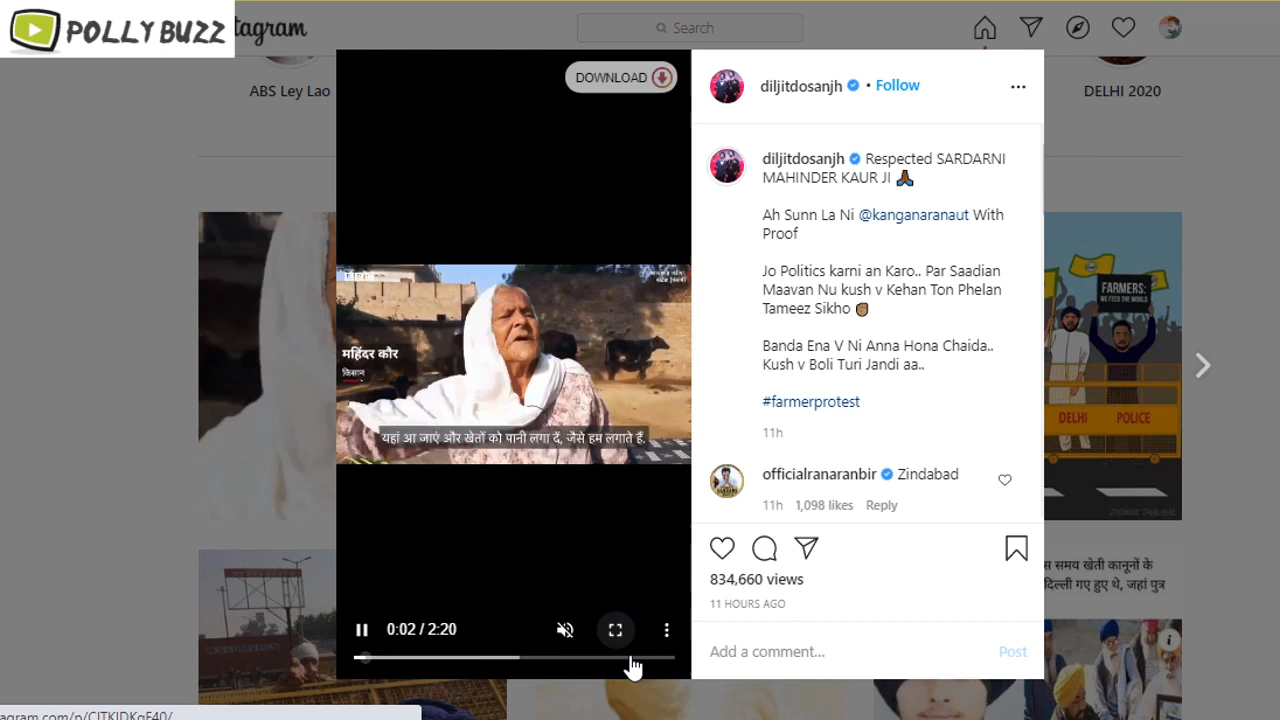 POLLY BUZZ
tagram
Search
ABS Ley Lao
DELHI 2020
DOWNLOAD
diljitdosanjh • Follow
diljitdosanjh Respected SARDARNI
MAHINDER KAUR JI 🙏🏾
Ah Sunn La Ni @kanganaranaut With
Proof
Jo Politics karni an Karo.. Par Saadian
Maavan Nu kush v Kehan Ton Phelan
Tameez Sikho ✊🏾
Banda Ena V Ni Anna Hona Chaida..
Kush v Boli Turi Jandi aa..
#farmerprotest
11h
officialranaranbir Zindabad
11h 1,098 likes Reply
834,660 views
11 HOURS AGO
Add a comment... Post
महिंदर कौर
किसान
यहां आ जाएं और खेतों को पानी लगा दें, जैसे हम लगाते हैं.
0:02 / 2:20
FARMERS:
WE FEED THE WORLD
DELHI POLICE
स समय खेती कानूनों के
दिल्ली गए हुए थे, जहां पुत्र
agram.com/p/CITKIDKgF40/